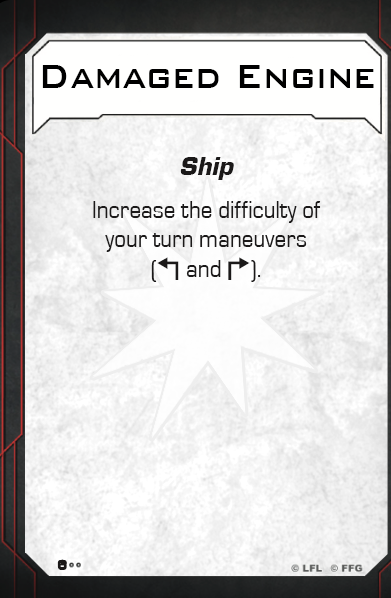 DAMAGED ENGINE
Ship
Increase the difficulty of
your turn maneuvers
(↰ and ↱).
© LFL © FFG